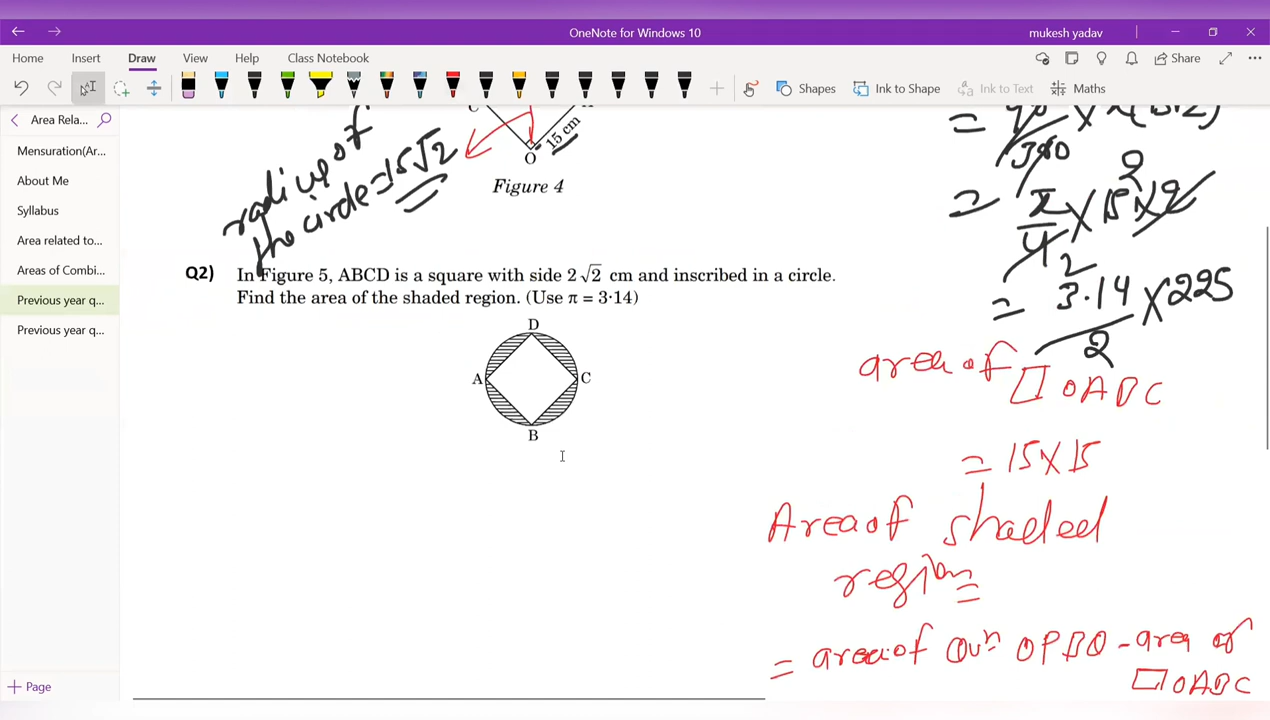 OneNote for Windows 10
mukesh yadav
Home
Insert
Draw
View
Help
Class Notebook
Share
Shapes
Ink to Shape
Ink to Text
Maths
Area Rela...
Mensuration(Ar...
About Me
Syllabus
Area related to...
Areas of Combi...
Previous year q...
Previous year q...
Page
O
15 cm
Figure 4
radius of
the circle=15√2
Q2) In Figure 5, ABCD is a square with side 2√2 cm and inscribed in a circle.
Find the area of the shaded region. (Use π = 3·14)
D
A
C
B
= π/4 × 15²×2
= 3.14/2 × 225
area of
□ OABC
= 15×15
Area of shaded
region =
= area of OPBQ - area of
□ OABC